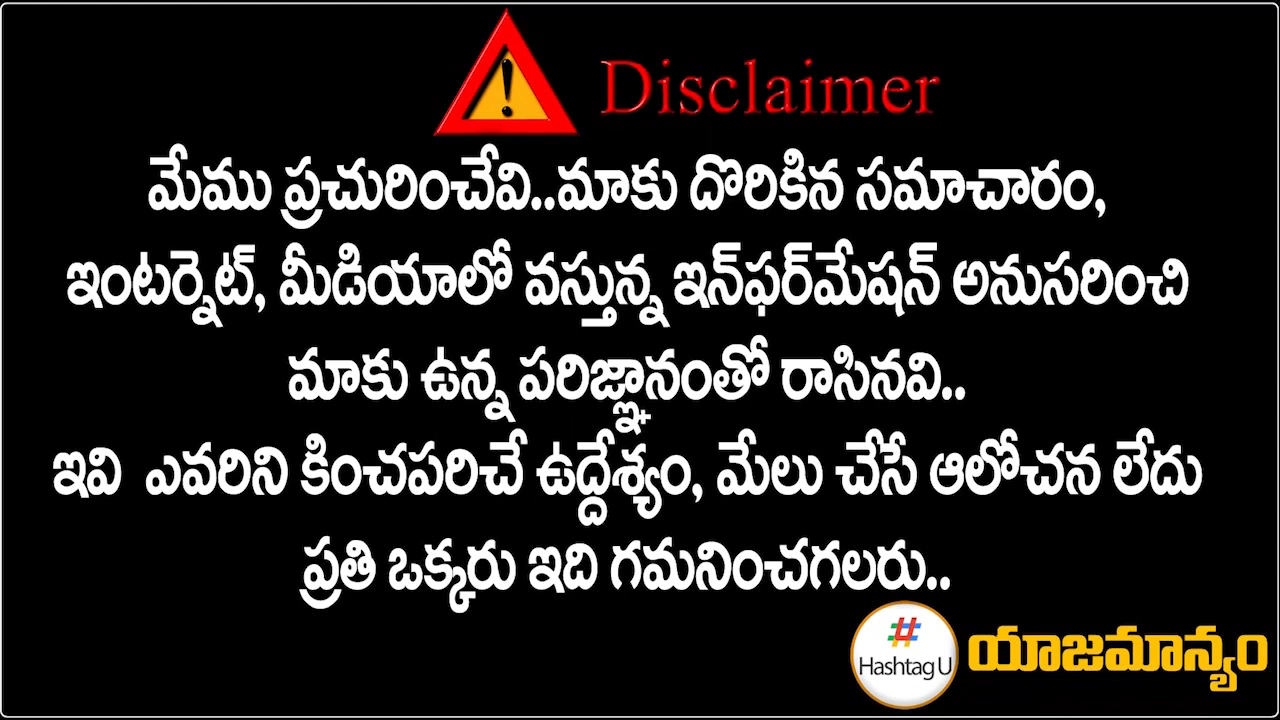 Disclaimer
మేము ప్రచురించేవి..మాకు దొరికిన సమాచారం,
ఇంటర్నెట్, మీడియాలో వస్తున్న ఇన్‌ఫర్‌మేషన్ అనుసరించి
మాకు ఉన్న పరిజ్ఞానంతో రాసినవి..
ఇవి ఎవరిని కించపరిచే ఉద్దేశ్యం, మేలు చేసే ఆలోచన లేదు
ప్రతి ఒక్కరు ఇది గమనించగలరు..
#
Hashtag U
యాజమాన్యం